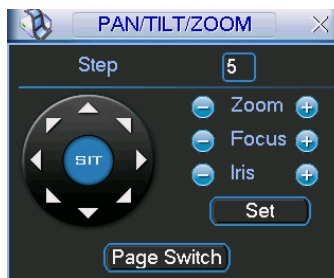 PAN/TILT/ZOOM
Step 5
Zoom
Focus
SIT
Iris
Set
Page Switch